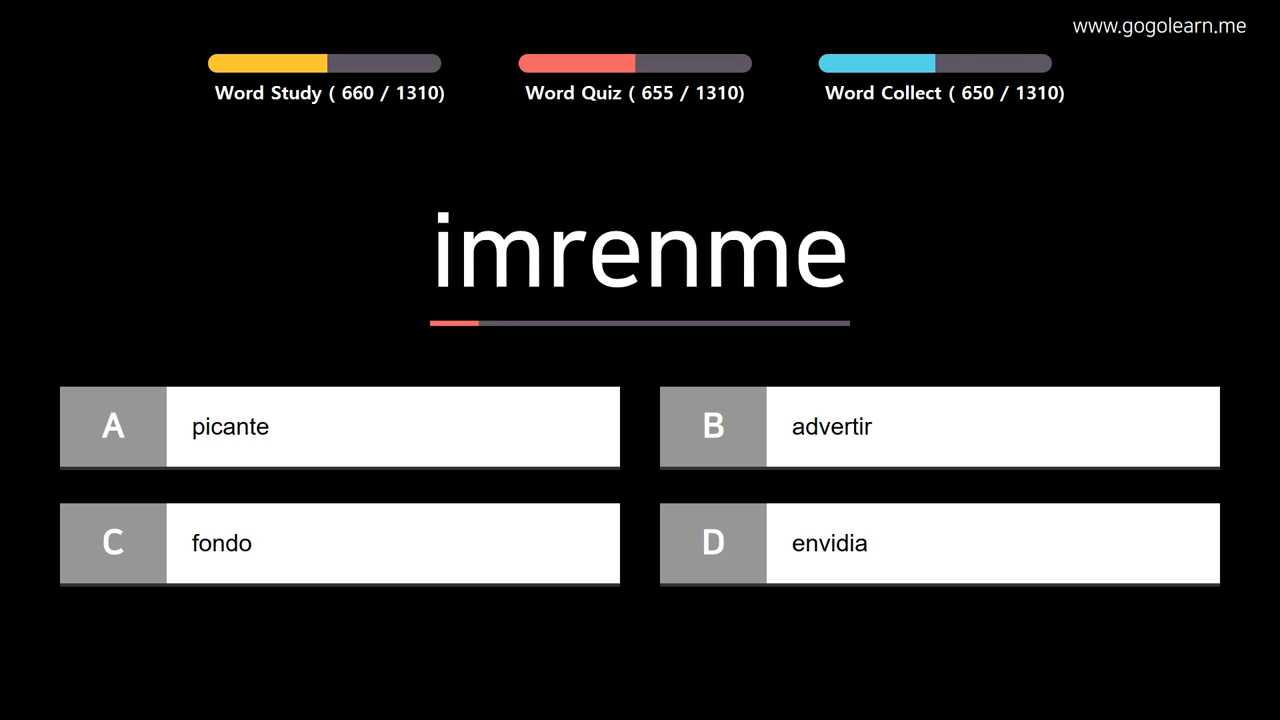 www.gogolearn.me
Word Study ( 660 / 1310)
Word Quiz ( 655 / 1310)
Word Collect ( 650 / 1310)
imrenme
A picante
B advertir
C fondo
D envidia